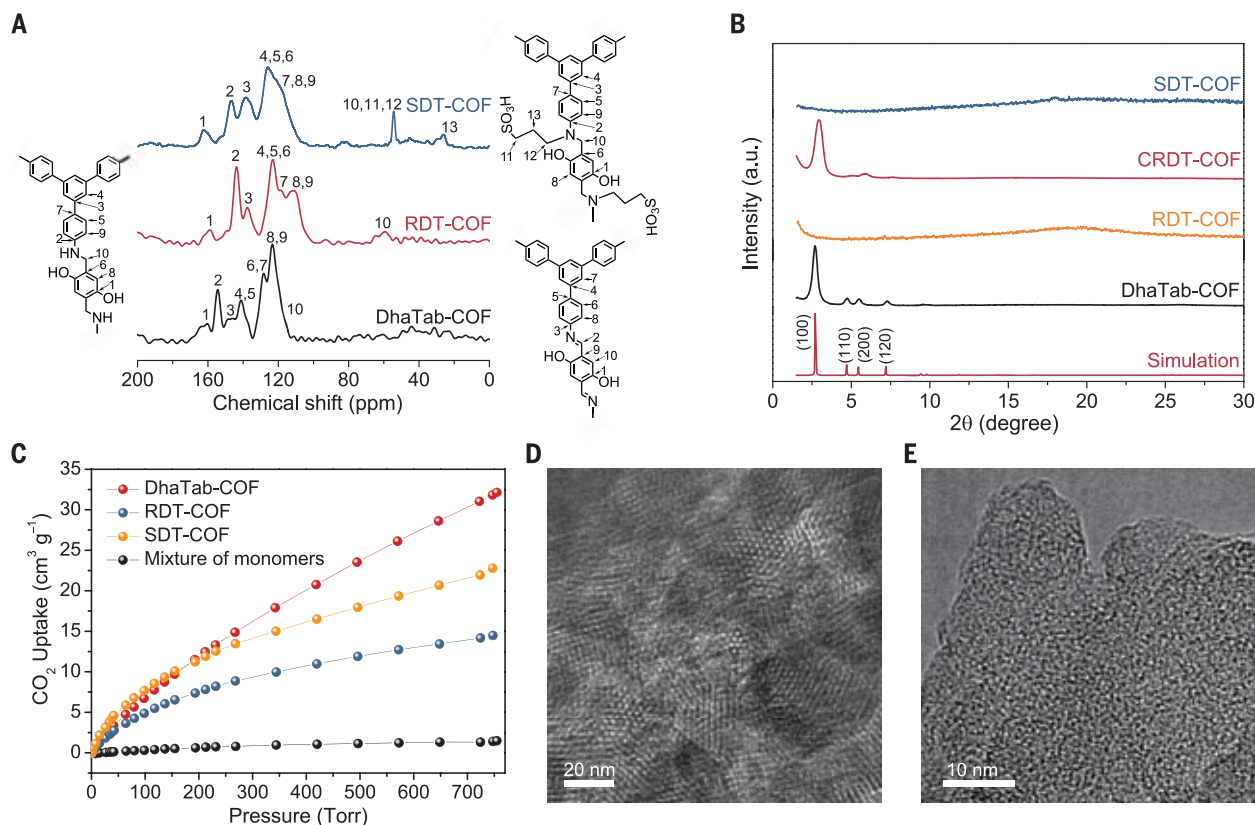 A
4,5,6
2
3
7,8,9
SDT-COF
1
10,11,12
13
2
4,5,6
3
7
8,9
RDT-COF
1
10
8,9
6,7
2
4,5
1
3
10
DhaTab-COF
200
160
120
80
40
0
Chemical shift (ppm)
4
3
7
5
9
2
HN
10
6
HO
8
1
OH
NH
4
3
7
5
9
2
SO₃H
13
N
10
11
12
HO
6
1
8
OH
N
HO₃S
7
4
5
6
8
3
N
2
9
HO
10
1
OH
N
B
SDT-COF
CRDT-COF
RDT-COF
DhaTab-COF
(100)
(110)
(200)
(120)
Simulation
Intensity (a.u.)
0
5
10
15
20
25
30
2θ (degree)
C
35
30
25
20
15
10
5
0
CO₂ Uptake (cm³ g⁻¹)
DhaTab-COF
RDT-COF
SDT-COF
Mixture of monomers
0
100
200
300
400
500
600
700
Pressure (Torr)
D
20 nm
E
10 nm